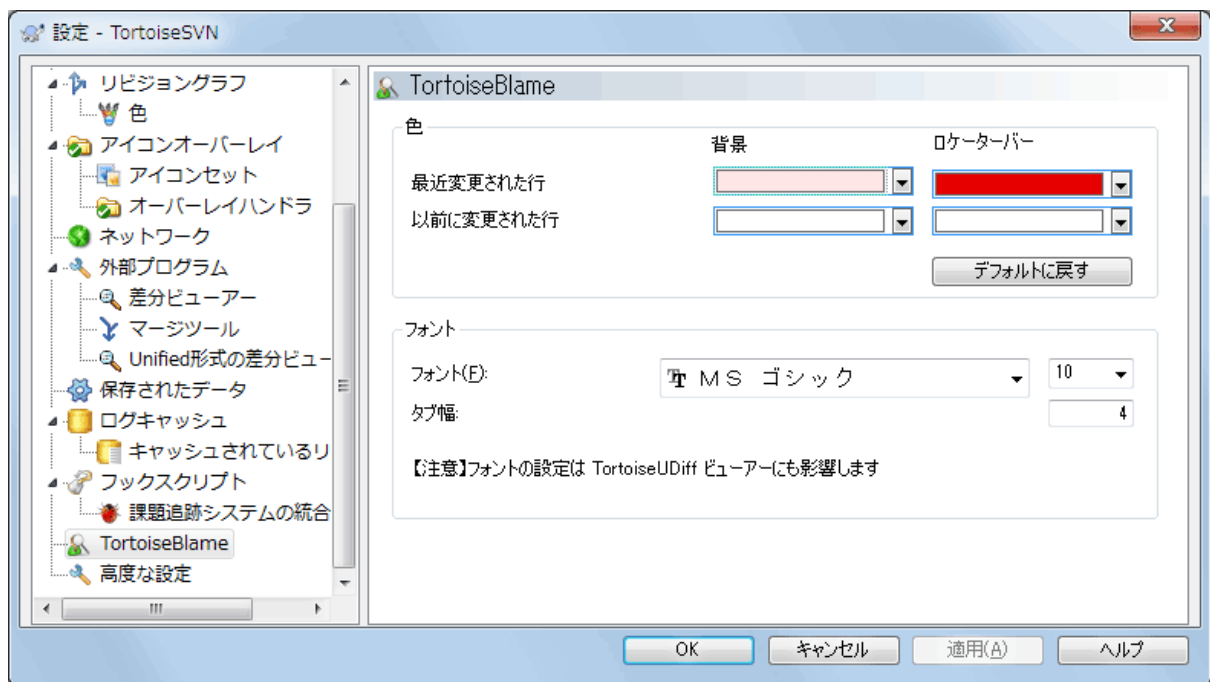 設定 - TortoiseSVN
リビジョングラフ
色
アイコンオーバーレイ
アイコンセット
オーバーレイハンドラ
ネットワーク
外部プログラム
差分ビューアー
マージツール
Unified形式の差分ビュー
保存されたデータ
ログキャッシュ
キャッシュされているリ
フックスクリプト
課題追跡システムの統合
TortoiseBlame
高度な設定
TortoiseBlame
色
背景 ロケーターバー
最近変更された行
以前に変更された行
デフォルトに戻す
フォント
フォント(F): MS ゴシック 10
タブ幅: 4
【注意】フォントの設定は TortoiseUDiff ビューアーにも影響します
OK キャンセル 適用(A) ヘルプ